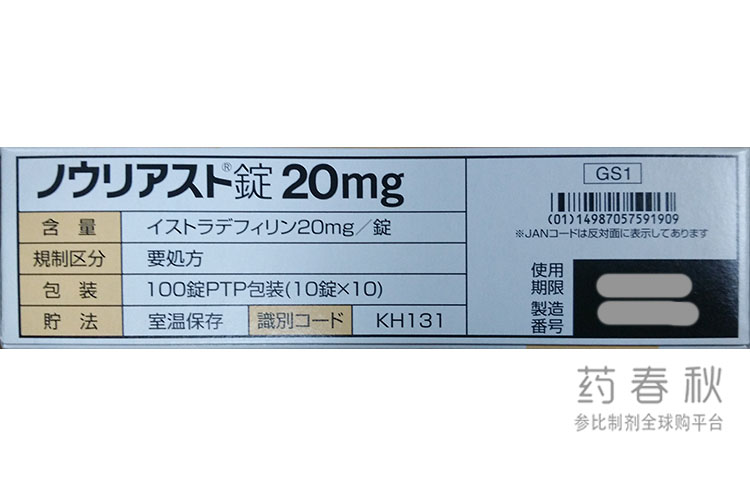 ノウリアスト®錠 20mg
含量 イストラデフィリン20mg／錠
規制区分 要処方
包装 100錠PTP包装(10錠×10)
貯法 室温保存 識別コード KH131
GS1
(01)14987057591909
※JANコードは反対面に表示してあります
使用
期限
製造
番号
药春秋
参比制剂全球购平台